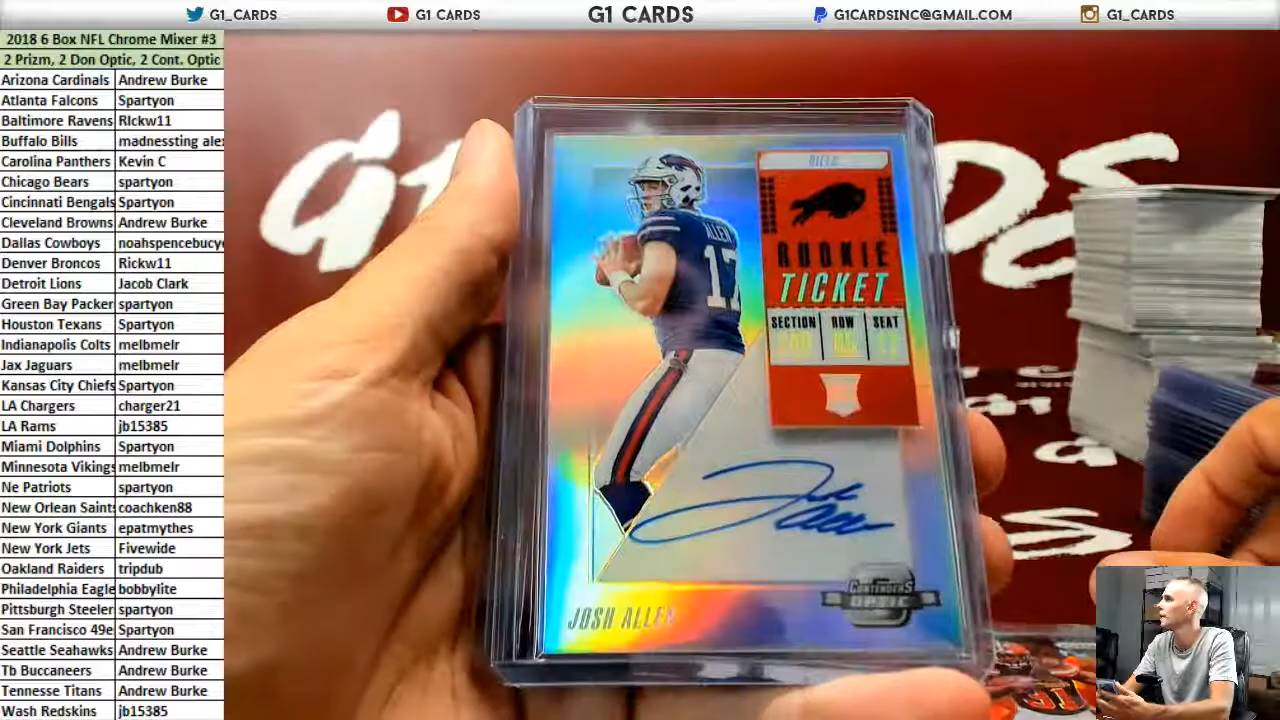 G1_CARDS
G1 CARDS
G1 CARDS
G1CARDSINC@GMAIL.COM
G1_CARDS
2018 6 Box NFL Chrome Mixer #3
2 Prizm, 2 Don Optic, 2 Cont. Optic
Arizona Cardinals Andrew Burke
Atlanta Falcons Spartyon
Baltimore Ravens RIckw11
Buffalo Bills madnessting ale
Carolina Panthers Kevin C
Chicago Bears spartyon
Cincinnati Bengals Spartyon
Cleveland Browns Andrew Burke
Dallas Cowboys noahspencebucy
Denver Broncos Rickw11
Detroit Lions Jacob Clark
Green Bay Packer spartyon
Houston Texans Spartyon
Indianapolis Colts melbmelr
Jax Jaguars melbmelr
Kansas City Chiefs Spartyon
LA Chargers charger21
LA Rams jb15385
Miami Dolphins Spartyon
Minnesota Vikings melbmelr
Ne Patriots spartyon
New Orlean Saints coachken88
New York Giants epatmythes
New York Jets Fivewide
Oakland Raiders tripdub
Philadelphia Eagle bobbylite
Pittsburgh Steeler spartyon
San Francisco 49e Spartyon
Seattle Seahawks Andrew Burke
Tb Buccaneers Andrew Burke
Tennesse Titans Andrew Burke
Wash Redskins jb15385
BILLS
ROOKIE
TICKET
SECTION ROW SEAT
ALLEN
17
JOSH ALLEN
CONTENDERS
OPTIC